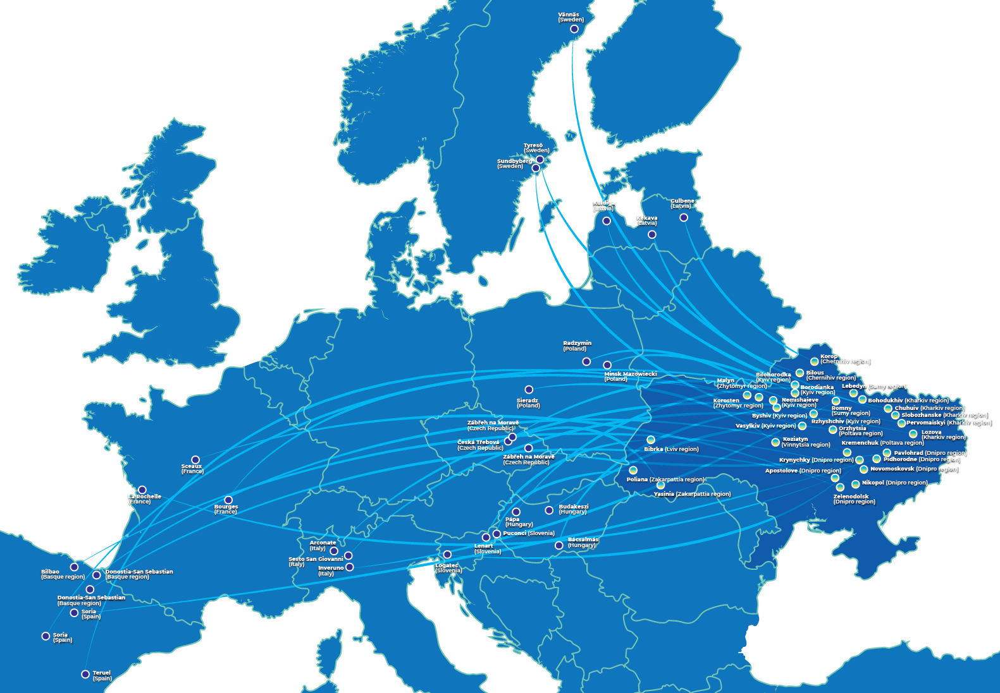 Vännäs
(Sweden)
Tyresö
(Sweden)
Sundbyberg
(Sweden)
Kuldiga
(Latvia)
Gulbene
(Latvia)
Kekava
(Latvia)
Radzymin
(Poland)
Minsk Mazowiecki
(Poland)
Sieradz
(Poland)
Zábřeh na Moravě
(Czech Republic)
Česká Třebová
(Czech Republic)
Zábřeh na Moravě
(Czech Republic)
Sceaux
(France)
La Rochelle
(France)
Bourges
(France)
Arconate
(Italy)
Sesto San Giovanni
(Italy)
Inveruno
(Italy)
Budakeszi
(Hungary)
Pápa
(Hungary)
Puconci (Slovenia)
Lenart
(Slovenia)
Bácsalmás
(Hungary)
Logatec
(Slovenia)
Bilbao
(Basque region)
Donostia-San Sebastian
(Basque region)
Donostia-San Sebastian
(Basque region)
Soria
(Spain)
Soria
(Spain)
Teruel
(Spain)
Korop
(Chernihiv region)
Bilous
(Chernihiv region)
Bilohorodka
(Kyiv region)
Malyn
(Zhytomyr region)
Borodianka
(Kyiv region)
Lebedyn (Sumy region)
Korosten
(Zhytomyr region)
Nemishaieve
(Kyiv region)
Bohodukhiv (Kharkiv region)
Romny
(Sumy region)
Chuhuiv (Kharkiv region)
Byshiv (Kyiv region)
Slobozhanske (Kharkiv region)
Rzhyshchiv (Kyiv region)
Pervomaiskyi (Kharkiv region)
Vasylkiv (Kyiv region)
Orzhytsia
(Poltava region)
Lozova
(Kharkiv region)
Koziatyn
(Vinnytsia region)
Kremenchuk (Poltava region)
Bibrka (Lviv region)
Pavlohrad (Dnipro region)
Krynychky (Dnipro region)
Pidhorodne (Dnipro region)
Apostolove (Dnipro region)
Novomoskovsk (Dnipro region)
Poliana (Zakarpattia region)
Nikopol (Dnipro region)
Yasinia (Zakarpattia region)
Zelenodolsk
(Dnipro region)